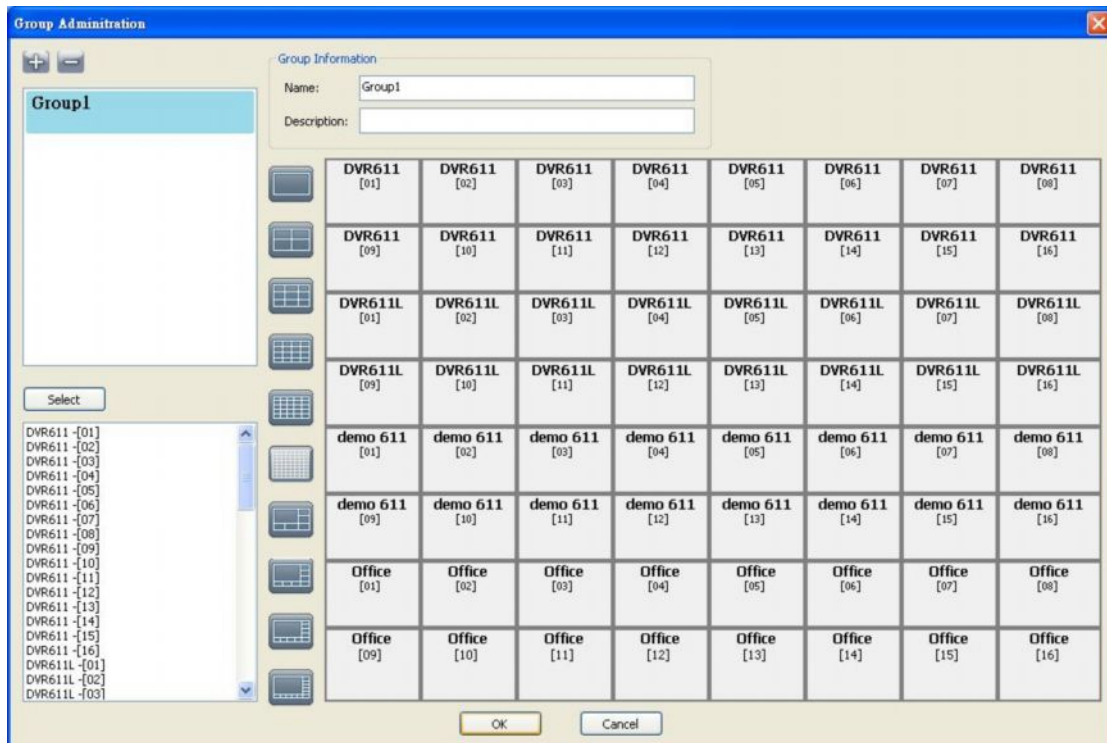 Group Adminitration
Group Information
Name: Group1
Description:
Group1
DVR611 DVR611 DVR611 DVR611 DVR611 DVR611 DVR611 DVR611
[01] [02] [03] [04] [05] [06] [07] [08]
DVR611 DVR611 DVR611 DVR611 DVR611 DVR611 DVR611 DVR611
[09] [10] [11] [12] [13] [14] [15] [16]
DVR611L DVR611L DVR611L DVR611L DVR611L DVR611L DVR611L DVR611L
[01] [02] [03] [04] [05] [06] [07] [08]
DVR611L DVR611L DVR611L DVR611L DVR611L DVR611L DVR611L DVR611L
[09] [10] [11] [12] [13] [14] [15] [16]
demo 611 demo 611 demo 611 demo 611 demo 611 demo 611 demo 611 demo 611
[01] [02] [03] [04] [05] [06] [07] [08]
demo 611 demo 611 demo 611 demo 611 demo 611 demo 611 demo 611 demo 611
[09] [10] [11] [12] [13] [14] [15] [16]
Office Office Office Office Office Office Office Office
[01] [02] [03] [04] [05] [06] [07] [08]
Office Office Office Office Office Office Office Office
[09] [10] [11] [12] [13] [14] [15] [16]
Select
DVR611 -[01]
DVR611 -[02]
DVR611 -[03]
DVR611 -[04]
DVR611 -[05]
DVR611 -[06]
DVR611 -[07]
DVR611 -[08]
DVR611 -[09]
DVR611 -[10]
DVR611 -[11]
DVR611 -[12]
DVR611 -[13]
DVR611 -[14]
DVR611 -[15]
DVR611 -[16]
DVR611L -[01]
DVR611L -[02]
DVR611L -[03]
OK Cancel